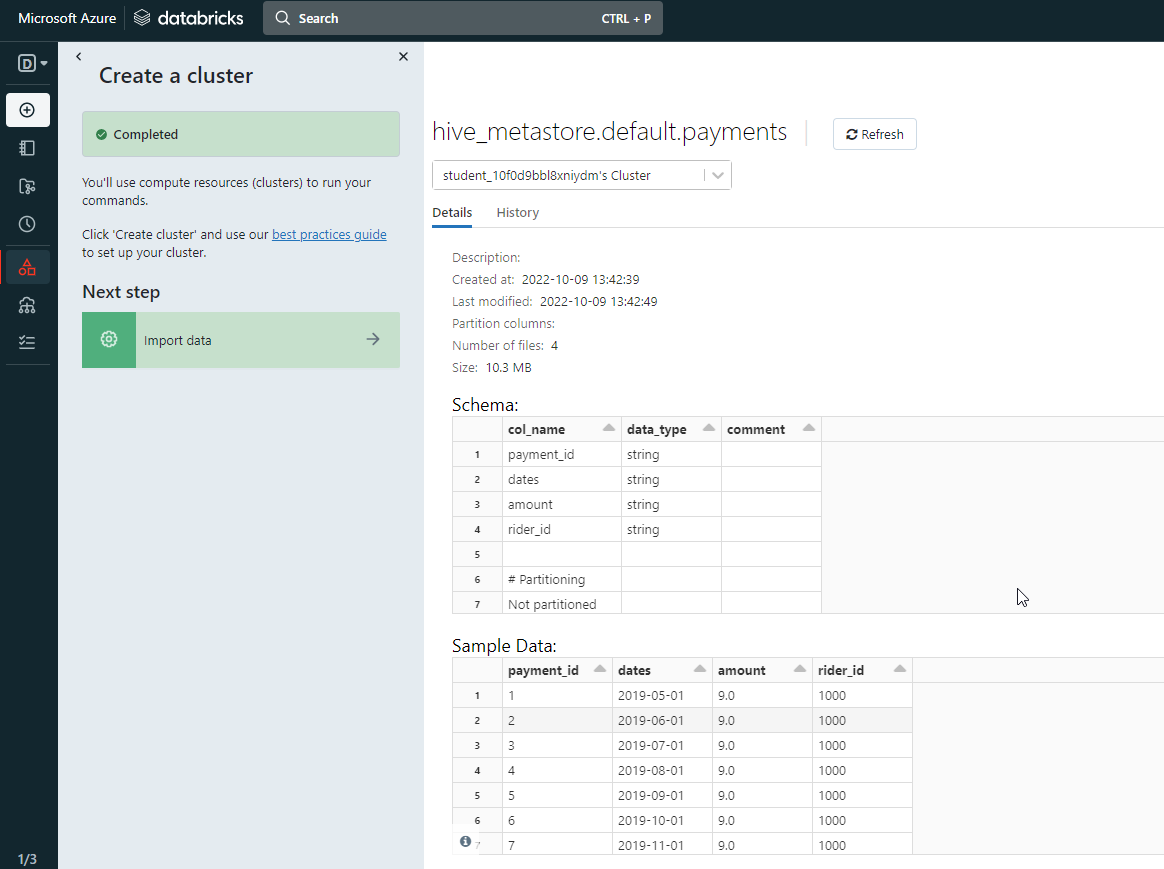 Microsoft Azure databricks Search CTRL + P
D
Create a cluster
Completed
You'll use compute resources (clusters) to run your
commands.
Click 'Create cluster' and use our best practices guide
to set up your cluster.
Next step
Import data
1/3
hive_metastore.default.payments
Refresh
student_10f0d9bbl8xniydm's Cluster
Details History
Description:
Created at: 2022-10-09 13:42:39
Last modified: 2022-10-09 13:42:49
Partition columns:
Number of files: 4
Size: 10.3 MB
Schema:
col_name data_type comment
1 payment_id string
2 dates string
3 amount string
4 rider_id string
5
6 # Partitioning
7 Not partitioned
Sample Data:
payment_id dates amount rider_id
1 1 2019-05-01 9.0 1000
2 2 2019-06-01 9.0 1000
3 3 2019-07-01 9.0 1000
4 4 2019-08-01 9.0 1000
5 5 2019-09-01 9.0 1000
6 6 2019-10-01 9.0 1000
7 7 2019-11-01 9.0 1000